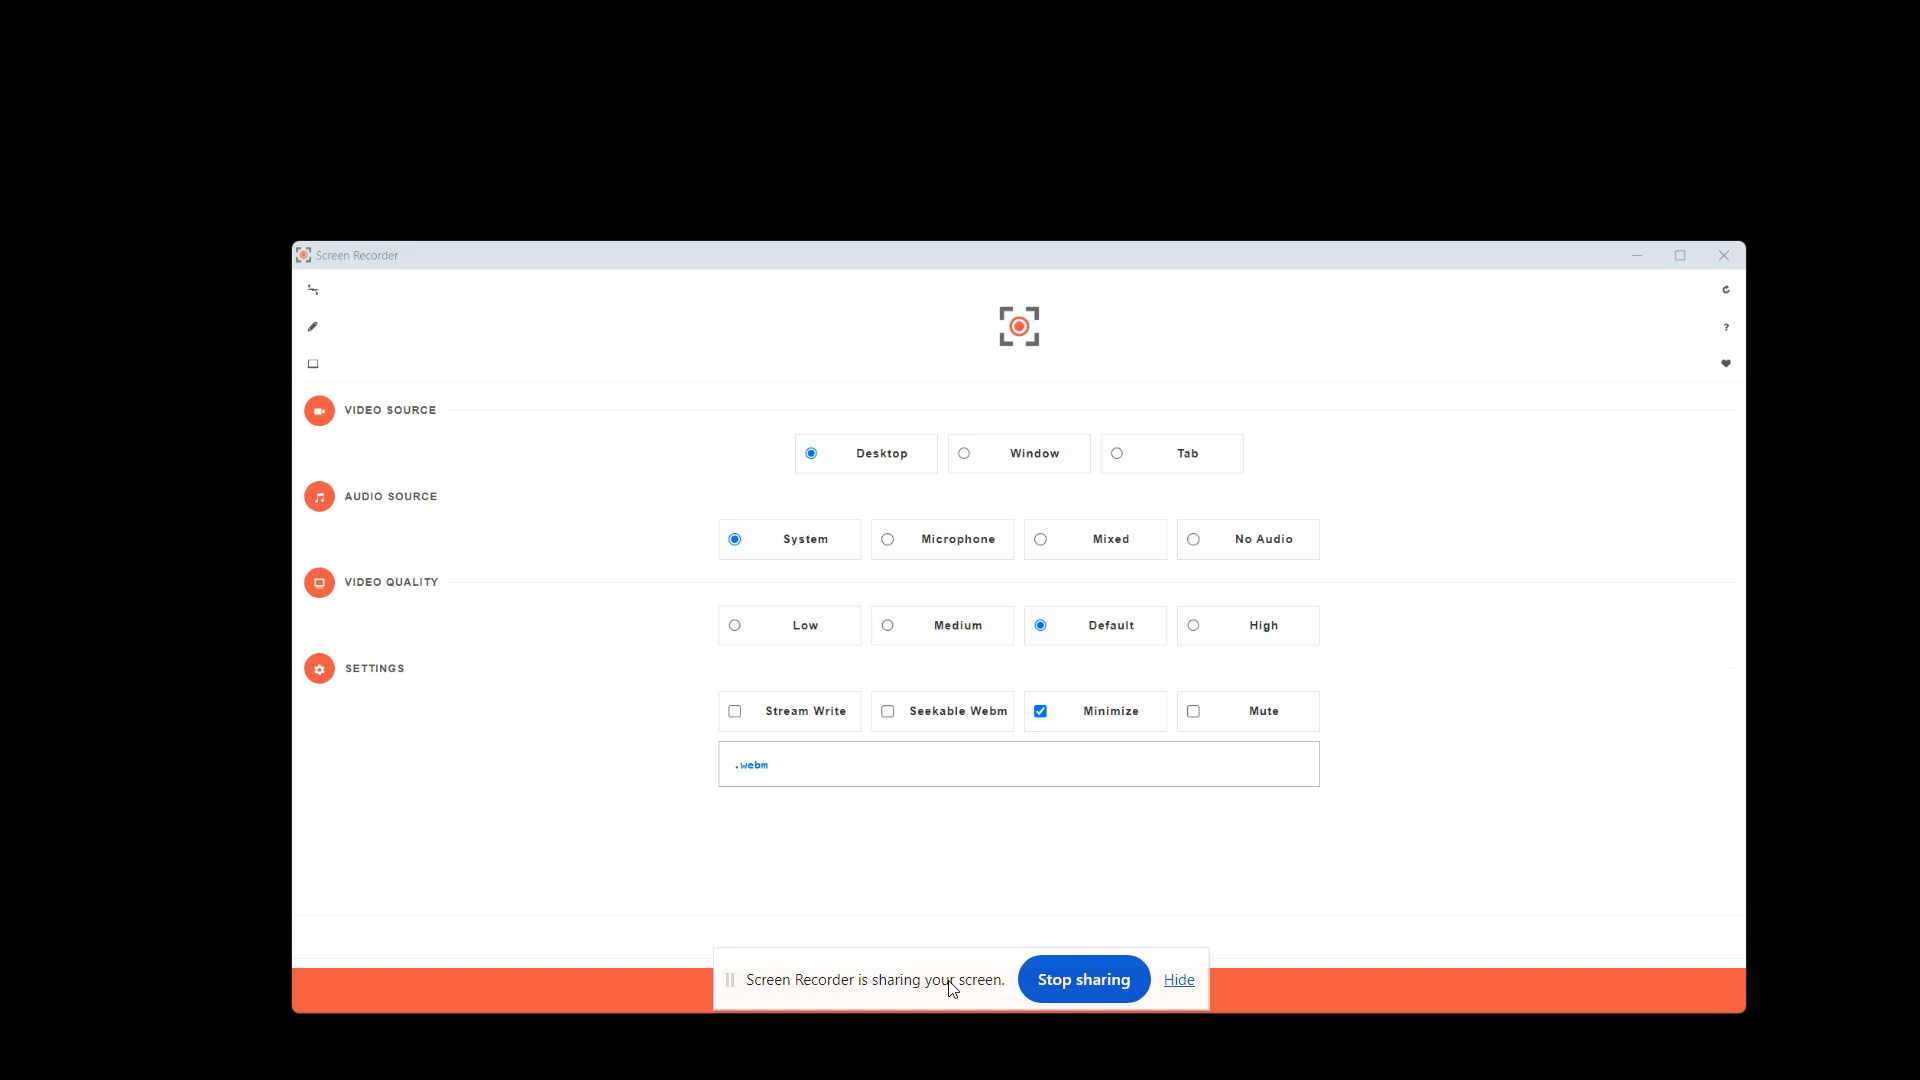 Screen Recorder
?
VIDEO SOURCE
Desktop Window Tab
AUDIO SOURCE
System Microphone Mixed No Audio
VIDEO QUALITY
Low Medium Default High
SETTINGS
Stream Write Seekable Webm Minimize Mute
.webm
Screen Recorder is sharing your screen. Stop sharing Hide